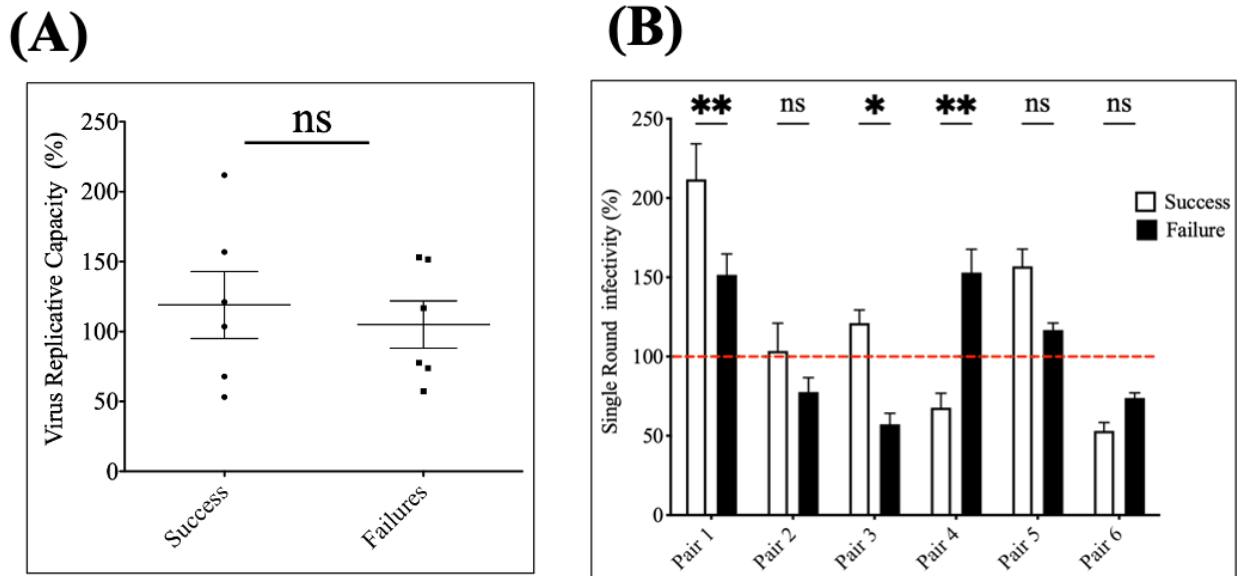 (A)
ns
Virus Replicative Capacity (%)
250
200
150
100
50
0
Success
Failures
(B)
** ns * ** ns ns
Single Round infectivity (%)
250
200
150
100
50
0
Success
Failure
Pair 1
Pair 2
Pair 3
Pair 4
Pair 5
Pair 6